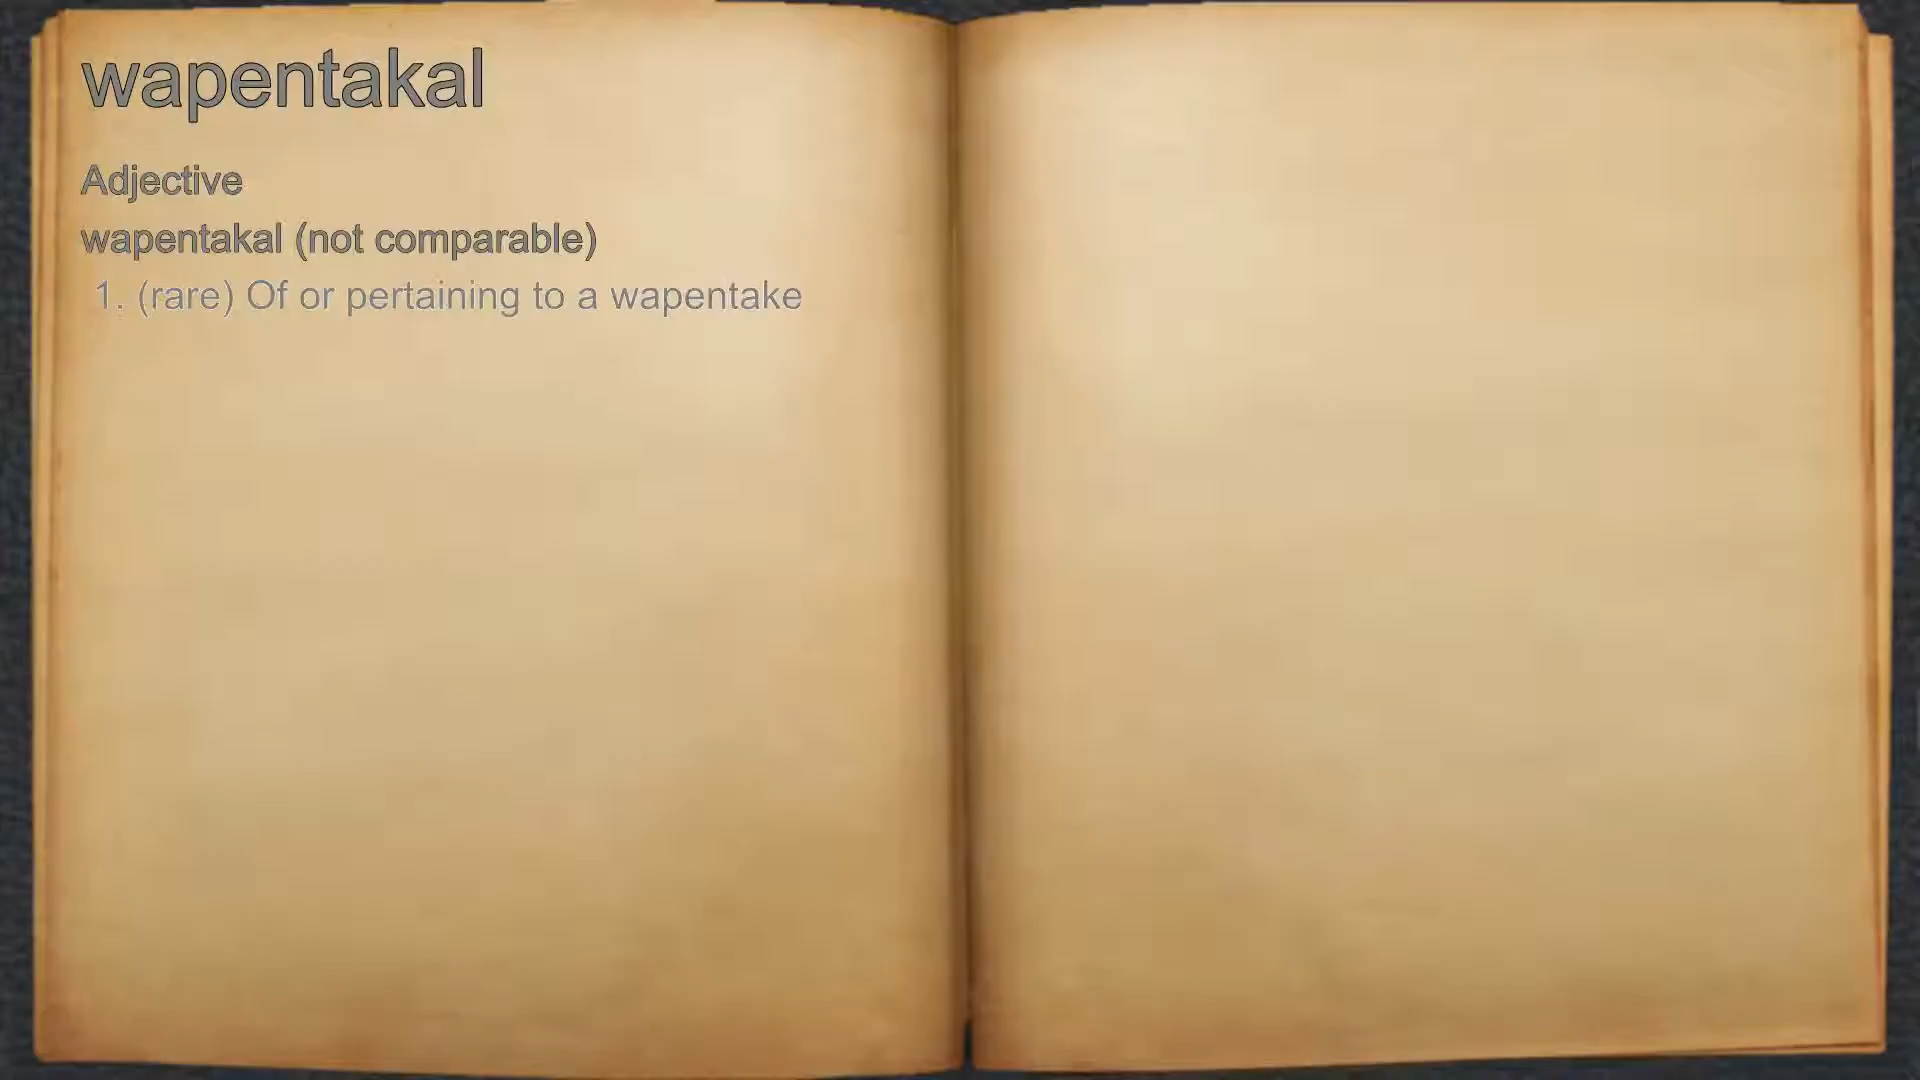 wapentakal
Adjective
wapentakal (not comparable)
1. (rare) Of or pertaining to a wapentake